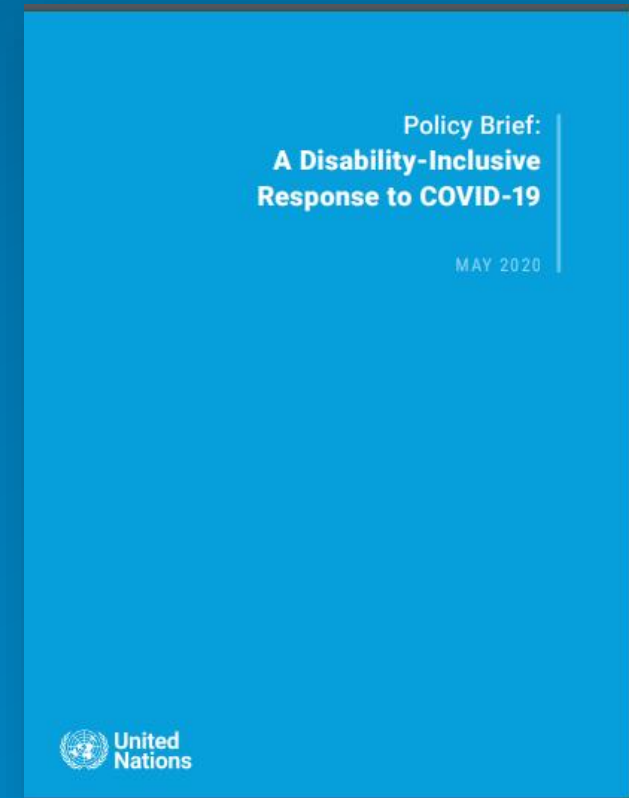 Policy Brief:
A Disability-Inclusive
Response to COVID-19
MAY 2020
United
Nations